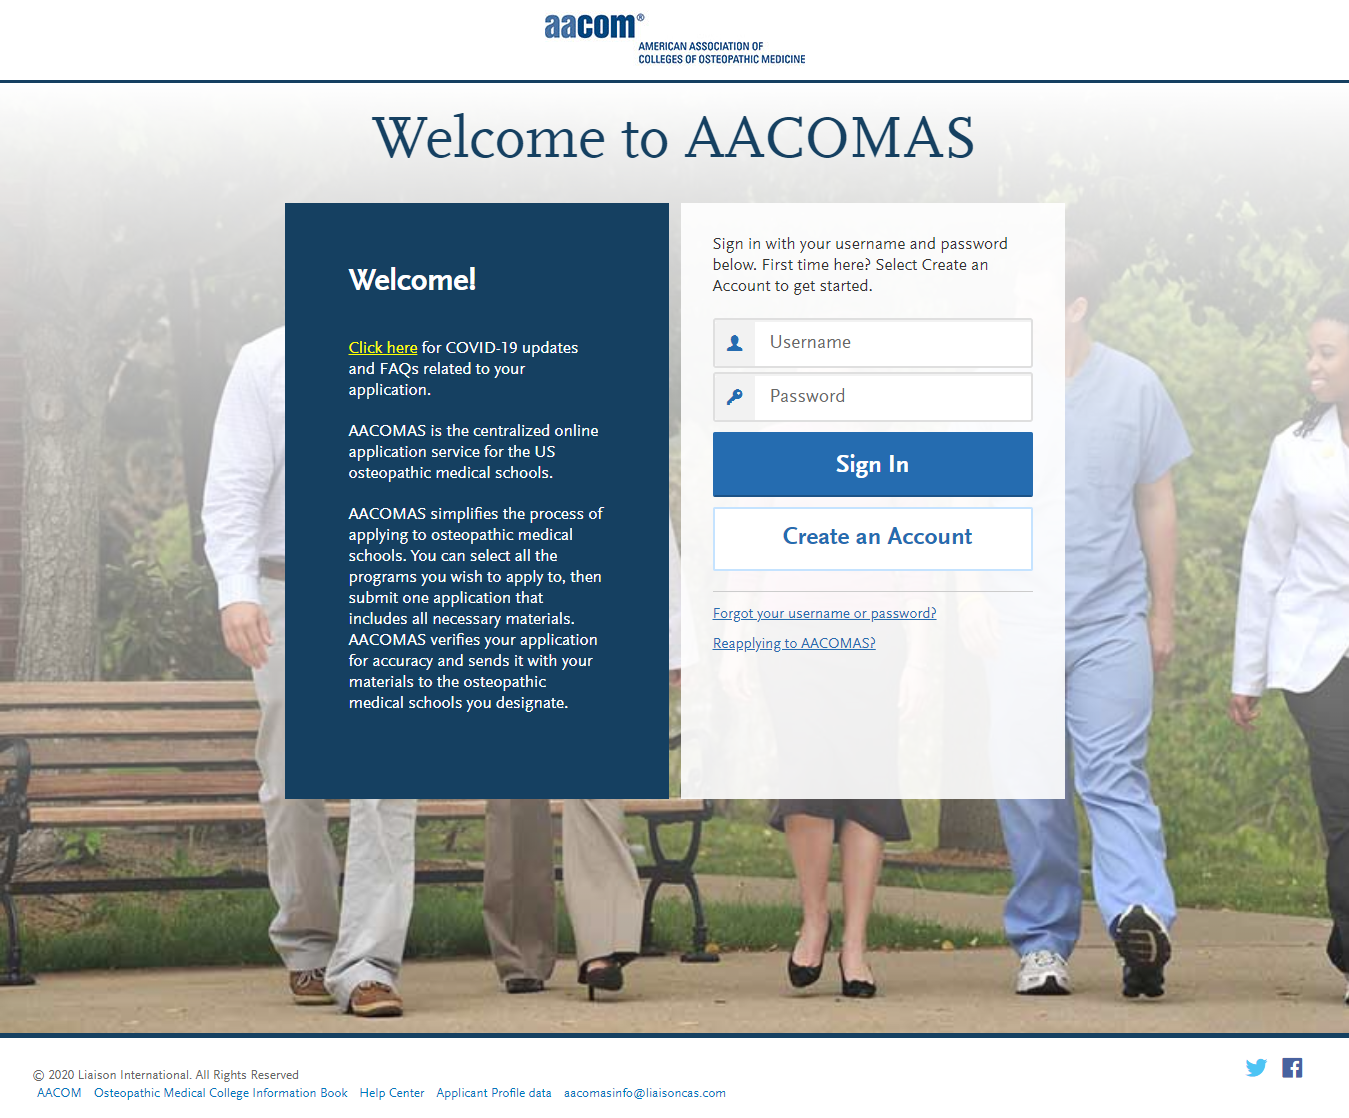 aacom®
AMERICAN ASSOCIATION OF
COLLEGES OF OSTEOPATHIC MEDICINE
Welcome to AACOMAS
Welcome!
Click here for COVID-19 updates
and FAQs related to your
application.
AACOMAS is the centralized online
application service for the US
osteopathic medical schools.
AACOMAS simplifies the process of
applying to osteopathic medical
schools. You can select all the
programs you wish to apply to, then
submit one application that
includes all necessary materials.
AACOMAS verifies your application
for accuracy and sends it with your
materials to the osteopathic
medical schools you designate.
Sign in with your username and password
below. First time here? Select Create an
Account to get started.
Username
Password
Sign In
Create an Account
Forgot your username or password?
Reapplying to AACOMAS?
© 2020 Liaison International. All Rights Reserved
AACOM Osteopathic Medical College Information Book Help Center Applicant Profile data aacomasinfo@liaisoncas.com